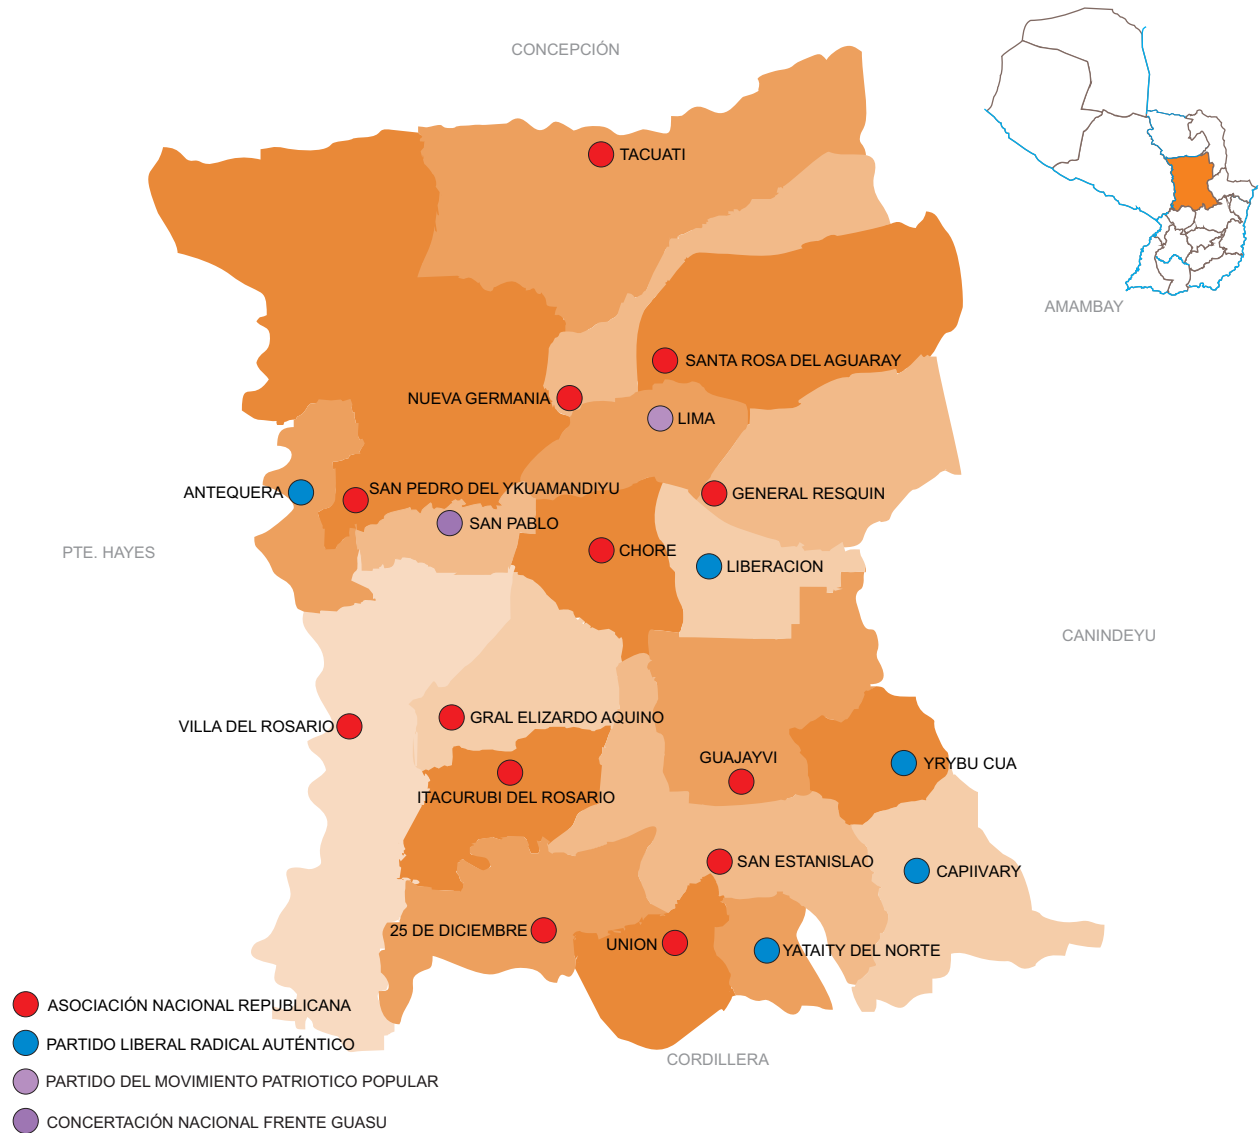 CONCEPCIÓN
TACUATI
AMAMBAY
SANTA ROSA DEL AGUARAY
NUEVA GERMANIA
LIMA
ANTEQUERA
SAN PEDRO DEL YKUAMANDIYU
GENERAL RESQUIN
SAN PABLO
PTE. HAYES
CHORE
LIBERACION
CANINDEYU
VILLA DEL ROSARIO
GRAL ELIZARDO AQUINO
GUAJAYVI
YRYBU CUA
ITACURUBI DEL ROSARIO
SAN ESTANISLAO
CAPIIVARY
25 DE DICIEMBRE
UNION
YATAITY DEL NORTE
ASOCIACIÓN NACIONAL REPUBLICANA
PARTIDO LIBERAL RADICAL AUTÉNTICO
CORDILLERA
PARTIDO DEL MOVIMIENTO PATRIOTICO POPULAR
CONCERTACIÓN NACIONAL FRENTE GUASU